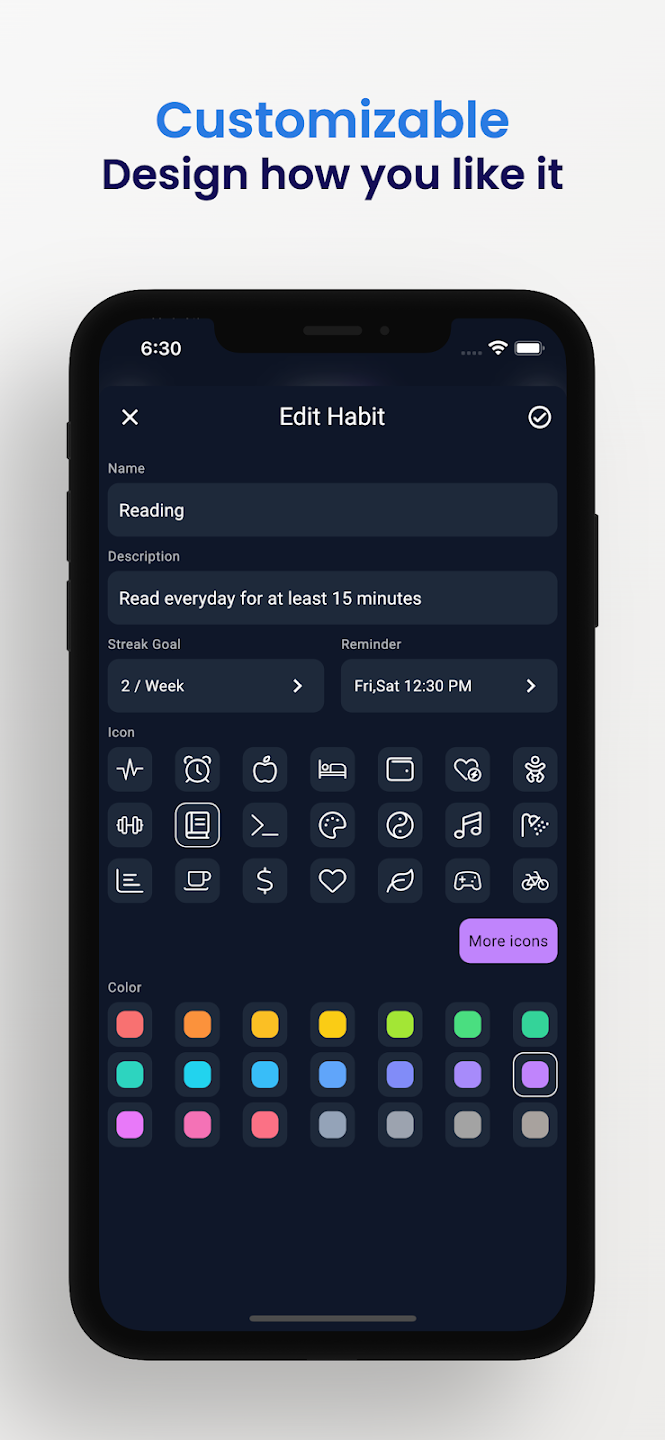 Customizable
Design how you like it
6:30
Edit Habit
Name
Reading
Description
Read everyday for at least 15 minutes
Streak Goal
Reminder
2 / Week
Fri,Sat 12:30 PM
Icon
More icons
Color